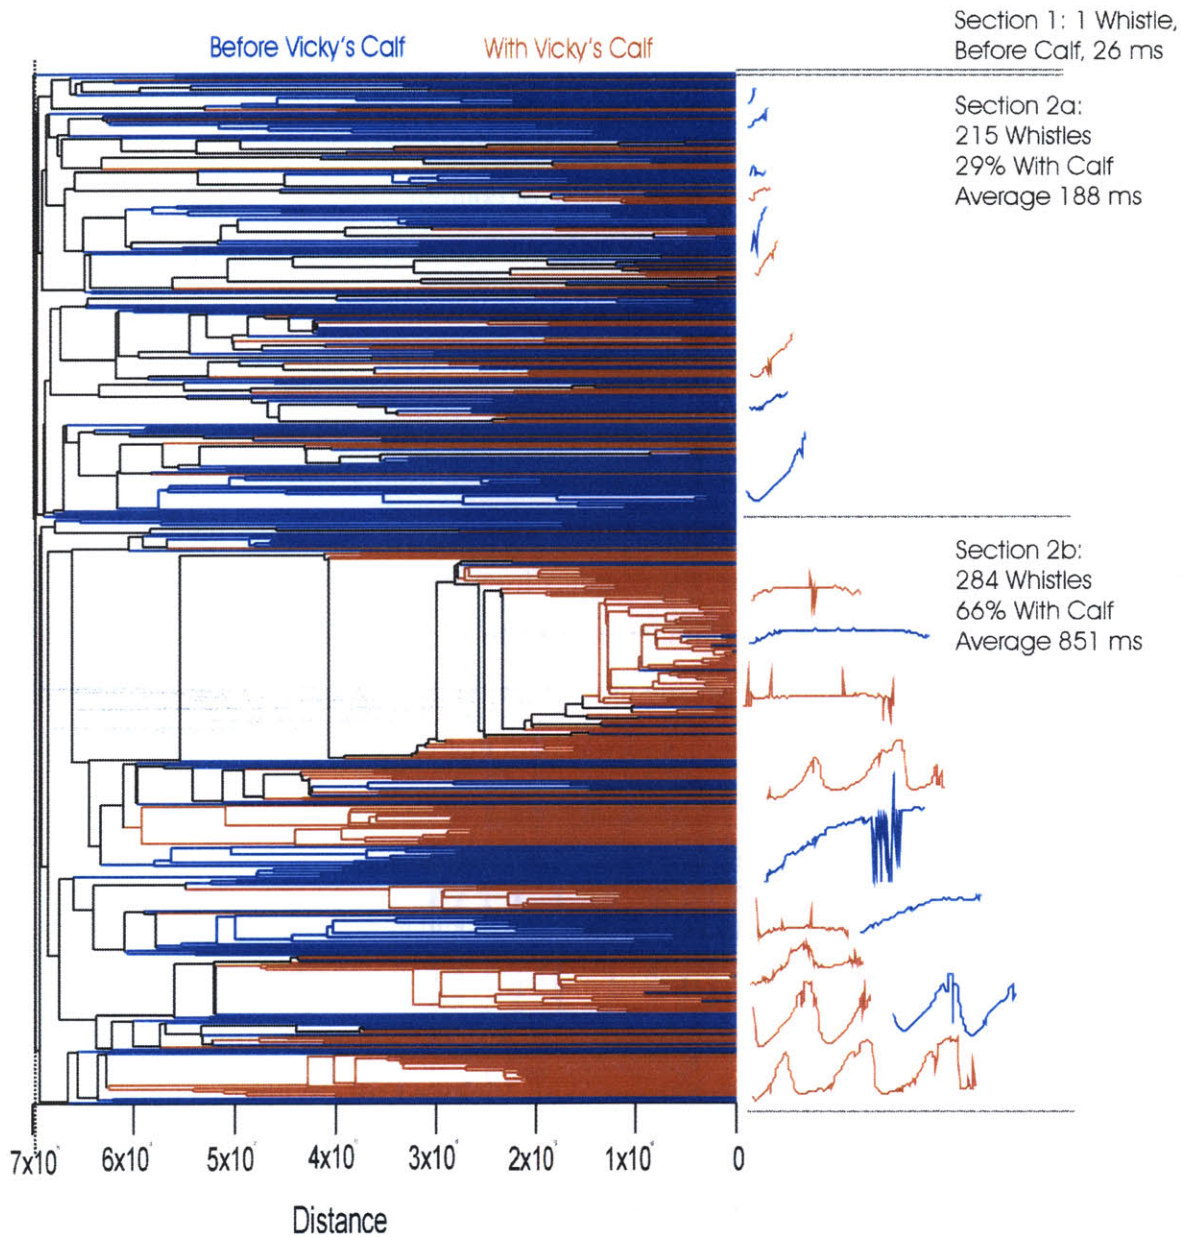 Before Vicky's Calf
With Vicky's Calf
Section 1: 1 Whistle,
Before Calf, 26 ms
Section 2a:
215 Whistles
29% With Calf
Average 188 ms
Section 2b:
284 Whistles
66% With Calf
Average 851 ms
7x10
6x10
5x10
4x10
3x10
2x10
1x10
0
Distance